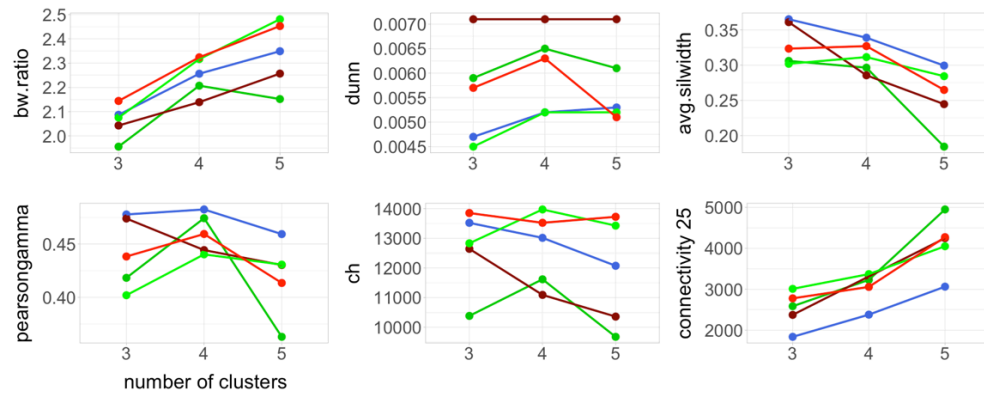 bw.ratio
2.5
2.4
2.3
2.2
2.1
2.0
3 4 5
dunn
0.0070
0.0065
0.0060
0.0055
0.0050
0.0045
3 4 5
avg.silwidth
0.35
0.30
0.25
0.20
3 4 5
pearsongamma
0.45
0.40
3 4 5
number of clusters
ch
14000
13000
12000
11000
10000
3 4 5
connectivity 25
5000
4000
3000
2000
3 4 5